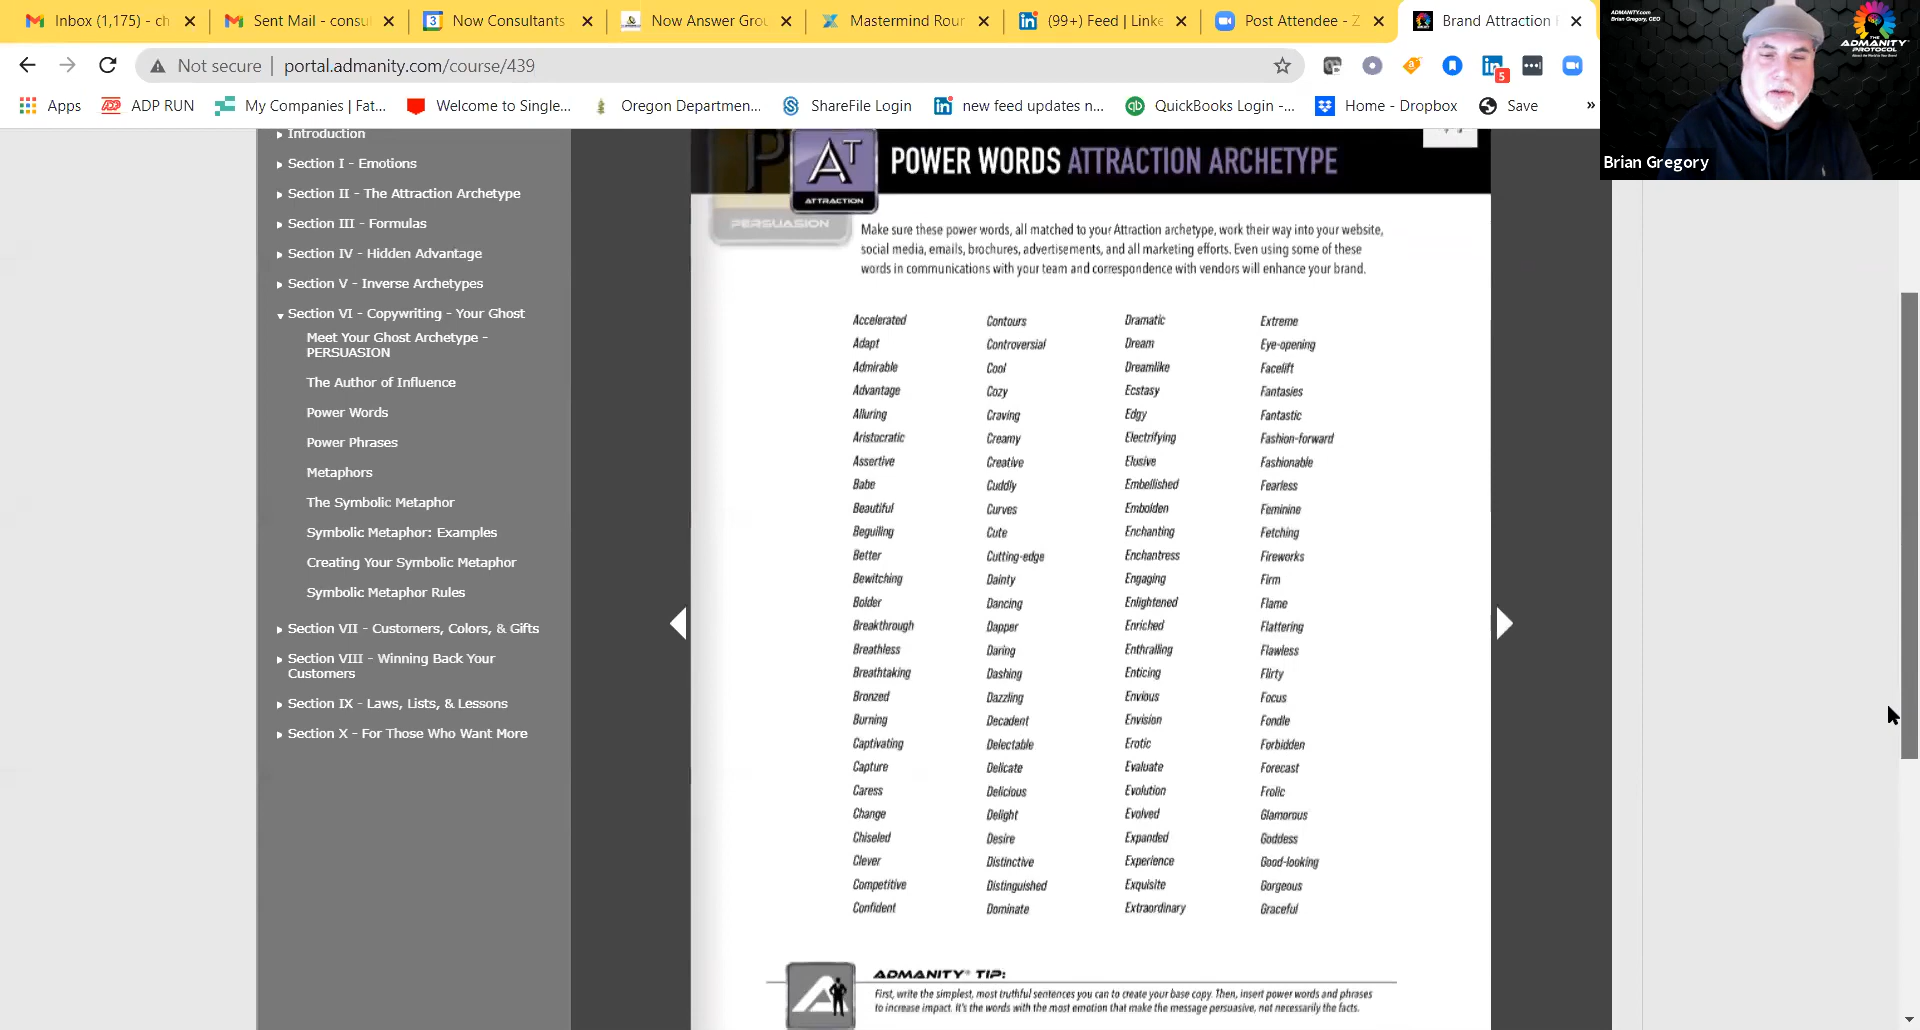 Inbox (1,175) - ch
Sent Mail - consul
Now Consultants
Now Answer Grou
Mastermind Roun
(99+) Feed | Linke
Post Attendee - Z
Brand Attraction
Not secure | portal.admanity.com/course/439
5
Apps
ADP RUN
My Companies | Fat...
Welcome to Single...
Oregon Departmen...
ShareFile Login
new feed updates n...
QuickBooks Login -...
Home - Dropbox
Save
»
ADMANITY.com
Brian Gregory, CEO
THE
ADMANITY
PROTOCOL
Brian Gregory
Introduction
Section I - Emotions
Section II - The Attraction Archetype
Section III - Formulas
Section IV - Hidden Advantage
Section V - Inverse Archetypes
Section VI - Copywriting - Your Ghost
Meet Your Ghost Archetype -
PERSUASION
The Author of Influence
Power Words
Power Phrases
Metaphors
The Symbolic Metaphor
Symbolic Metaphor: Examples
Creating Your Symbolic Metaphor
Symbolic Metaphor Rules
Section VII - Customers, Colors, & Gifts
Section VIII - Winning Back Your
Customers
Section IX - Laws, Lists, & Lessons
Section X - For Those Who Want More
P
PERSUASION
AT
ATTRACTION
POWER WORDS ATTRACTION ARCHETYPE
Make sure these power words, all matched to your Attraction archetype, work their way into your website,
social media, emails, brochures, advertisements, and all marketing efforts. Even using some of these
words in communications with your team and correspondence with vendors will enhance your brand.
Accelerated
Adapt
Admirable
Advantage
Alluring
Aristocratic
Assertive
Babe
Beautiful
Beguiling
Better
Bewitching
Bolder
Breakthrough
Breathless
Breathtaking
Bronzed
Burning
Captivating
Capture
Caress
Change
Chiseled
Clever
Competitive
Confident
Contours
Controversial
Cool
Cozy
Craving
Creamy
Creative
Cuddly
Curves
Cute
Cutting-edge
Dainty
Dancing
Dapper
Daring
Dashing
Dazzling
Decadent
Delectable
Delicate
Delicious
Delight
Desire
Distinctive
Distinguished
Dominate
Dramatic
Dream
Dreamlike
Ecstasy
Edgy
Electrifying
Elusive
Embellished
Embolden
Enchanting
Enchantress
Engaging
Enlightened
Enriched
Enthralling
Enticing
Envious
Envision
Erotic
Evaluate
Evolution
Evolved
Expanded
Experience
Exquisite
Extraordinary
Extreme
Eye-opening
Facelift
Fantasies
Fantastic
Fashion-forward
Fashionable
Fearless
Feminine
Fetching
Fireworks
Firm
Flame
Flattering
Flawless
Flirty
Focus
Fondle
Forbidden
Forecast
Frolic
Glamorous
Goddess
Good-looking
Gorgeous
Graceful
ADMANITY® TIP:
First, write the simplest, most truthful sentences you can to create your base copy. Then, insert power words and phrases
to increase impact. It's the words with the most emotion that make the message persuasive, not necessarily the facts.